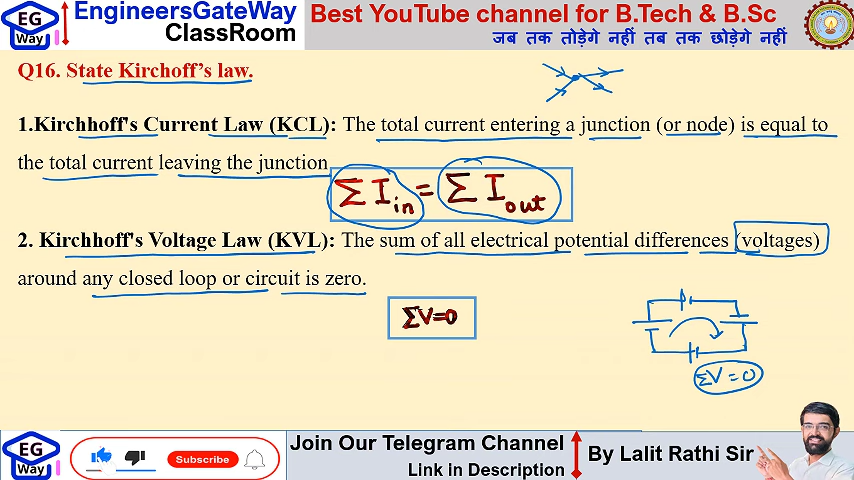 EG
Way
EngineersGateWay
ClassRoom
Best YouTube channel for B.Tech & B.Sc
जब तक तोड़ेगे नहीं तब तक छोड़ेगे नहीं
Q16. State Kirchoff's law.
1.Kirchhoff's Current Law (KCL): The total current entering a junction (or node) is equal to
the total current leaving the junction
Σ I in = Σ I out
2. Kirchhoff's Voltage Law (KVL): The sum of all electrical potential differences (voltages)
around any closed loop or circuit is zero.
ΣV=0
ΣV=0
EG
Way
Subscribe
Join Our Telegram Channel
Link in Description
By Lalit Rathi Sir